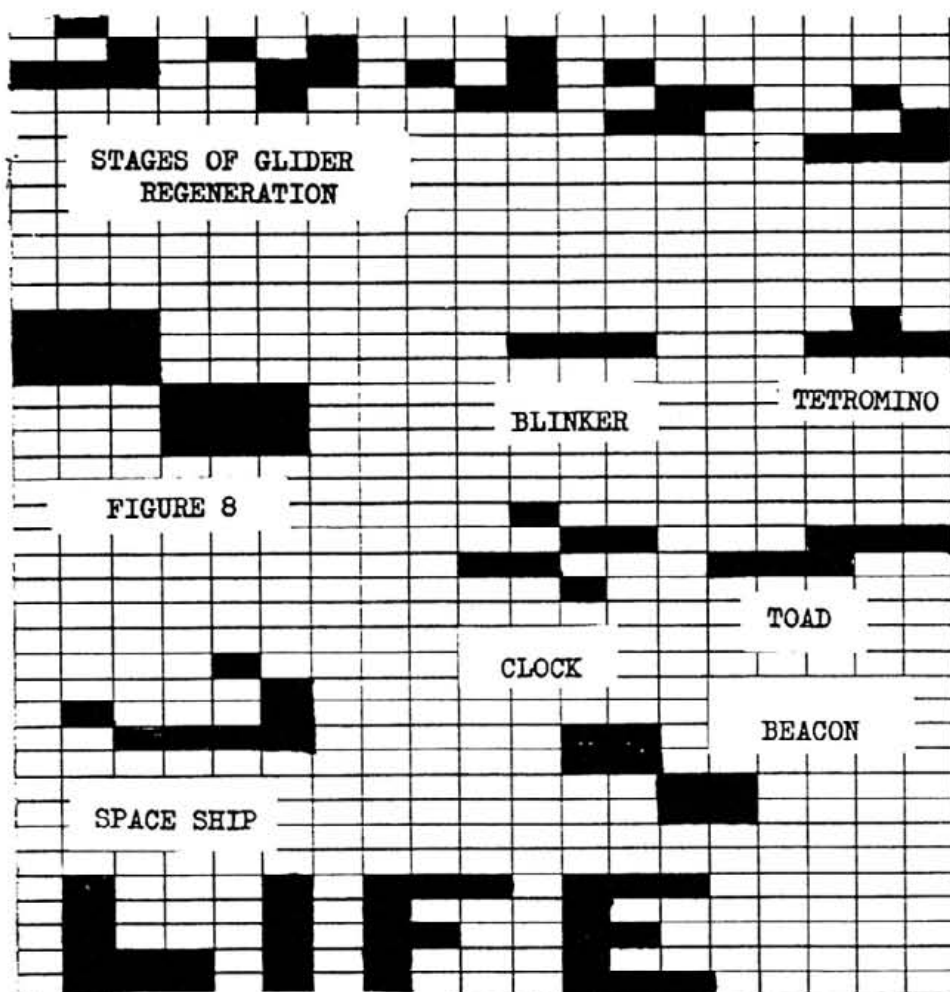 STAGES OF GLIDER
REGENERATION
BLINKER
TETROMINO
FIGURE 8
TOAD
CLOCK
BEACON
SPACE SHIP
LIFE